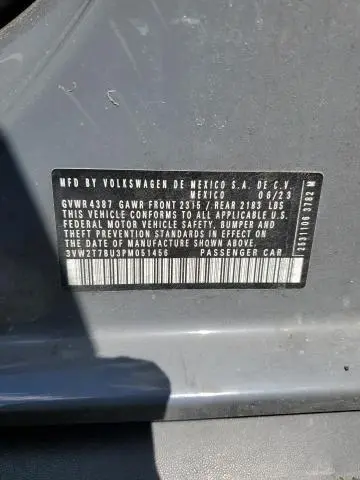 MFD BY VOLKSWAGEN DE MEXICO S.A. DE C.V.
MEXICO 06/23
GVWR 4387 GAWR FRONT 2315 / REAR 2183 LBS
THIS VEHICLE CONFORMS TO ALL APPLICABLE U.S.
FEDERAL MOTOR VEHICLE SAFETY, BUMPER AND
THEFT PREVENTION STANDARDS IN EFFECT
ON THE DATE OF MANUFACTURE SHOWN ABOVE
3VW2T7BU3PM051456 PASSENGER CAR
2531106 3782 M